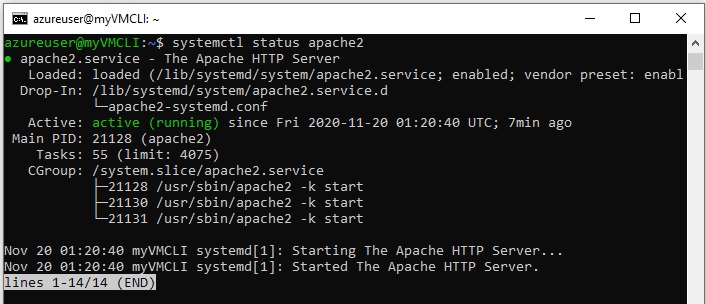 azureuser@myVMCLI: ~
azureuser@myVMCLI:~$ systemctl status apache2
● apache2.service - The Apache HTTP Server
   Loaded: loaded (/lib/systemd/system/apache2.service; enabled; vendor preset: enabl
  Drop-In: /lib/systemd/system/apache2.service.d
           └─apache2-systemd.conf
   Active: active (running) since Fri 2020-11-20 01:20:40 UTC; 7min ago
 Main PID: 21128 (apache2)
    Tasks: 55 (limit: 4075)
   CGroup: /system.slice/apache2.service
           ├─21128 /usr/sbin/apache2 -k start
           ├─21130 /usr/sbin/apache2 -k start
           └─21131 /usr/sbin/apache2 -k start
Nov 20 01:20:40 myVMCLI systemd[1]: Starting The Apache HTTP Server...
Nov 20 01:20:40 myVMCLI systemd[1]: Started The Apache HTTP Server.
lines 1-14/14 (END)